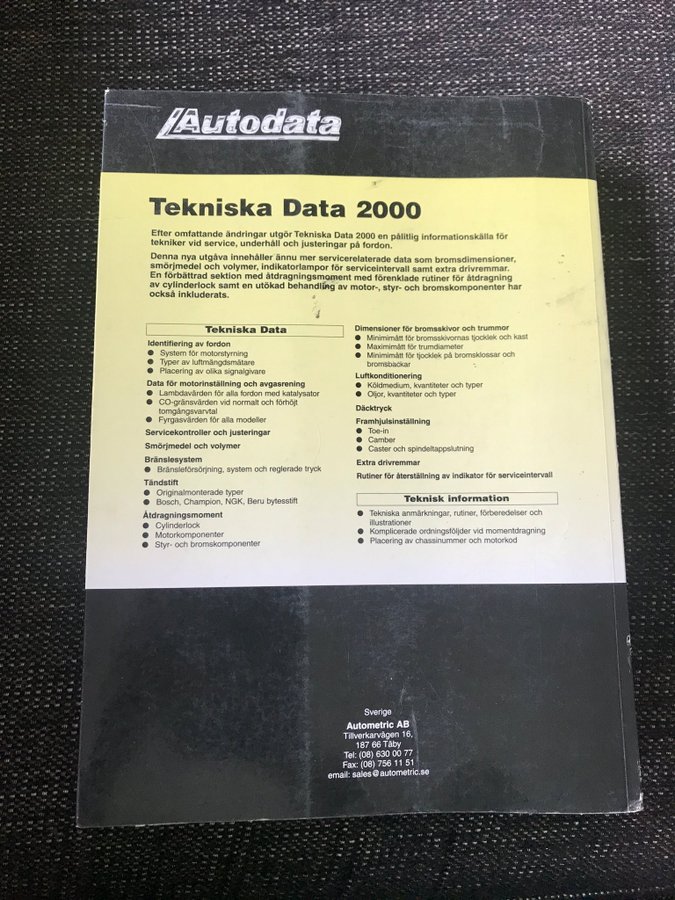 Autodata
Tekniska Data 2000
Efter omfattande ändringar utgör Tekniska Data 2000 en pålitlig informationskälla för
tekniker vid service, underhåll och justeringar på fordon.
Denna nya utgåva innehåller ännu mer servicerelaterade data som bromsdimensioner,
smörjmedel och volymer, indikatorlampor för serviceintervall samt extra drivremmar.
En förbättrad sektion med åtdragningsmoment med förenklade rutiner för åtdragning
av cylinderlock samt en utökad behandling av motor-, styr- och bromskomponenter har
också inkluderats.
Tekniska Data
Identifiering av fordon
● System för motorstyrning
● Typer av luftmängdsmätare
● Placering av olika signalgivare
Data för motorinställning och avgasrening
● Lambdavärden för alla fordon med katalysator
● CO-gränsvärden vid normalt och förhöjt
tomgångsvarvtal
● Fyrgasvärden för alla modeller
Servicekontroller och justeringar
Smörjmedel och volymer
Bränslesystem
● Bränsleförsörjning, system och reglerade tryck
Tändstift
● Originalmonterade typer
● Bosch, Champion, NGK, Beru bytesstift
Åtdragningsmoment
● Cylinderlock
● Motorkomponenter
● Styr- och bromskomponenter
Dimensioner för bromsskivor och trummor
● Minimimått för bromsskivornas tjocklek och kast
● Maximimått för trumdiameter
● Minimimått för tjocklek på bromsklossar och
bromsbackar
Luftkonditionering
● Köldmedium, kvantiteter och typer
● Oljor, kvantiteter och typer
Däcktryck
Framhjulsinställning
● Toe-in
● Camber
● Caster och spindeltappslutning
Extra drivremmar
Rutiner för återställning av indikator för serviceintervall
Teknisk information
● Tekniska anmärkningar, rutiner, förberedelser och
illustrationer
● Komplicerade ordningsföljder vid momentdragning
● Placering av chassinummer och motorkod
Sverige
Autometric AB
Tillverkarvägen 16,
187 66 Täby
Tel: (08) 630 00 77
Fax: (08) 756 11 51
email: sales@autometric.se